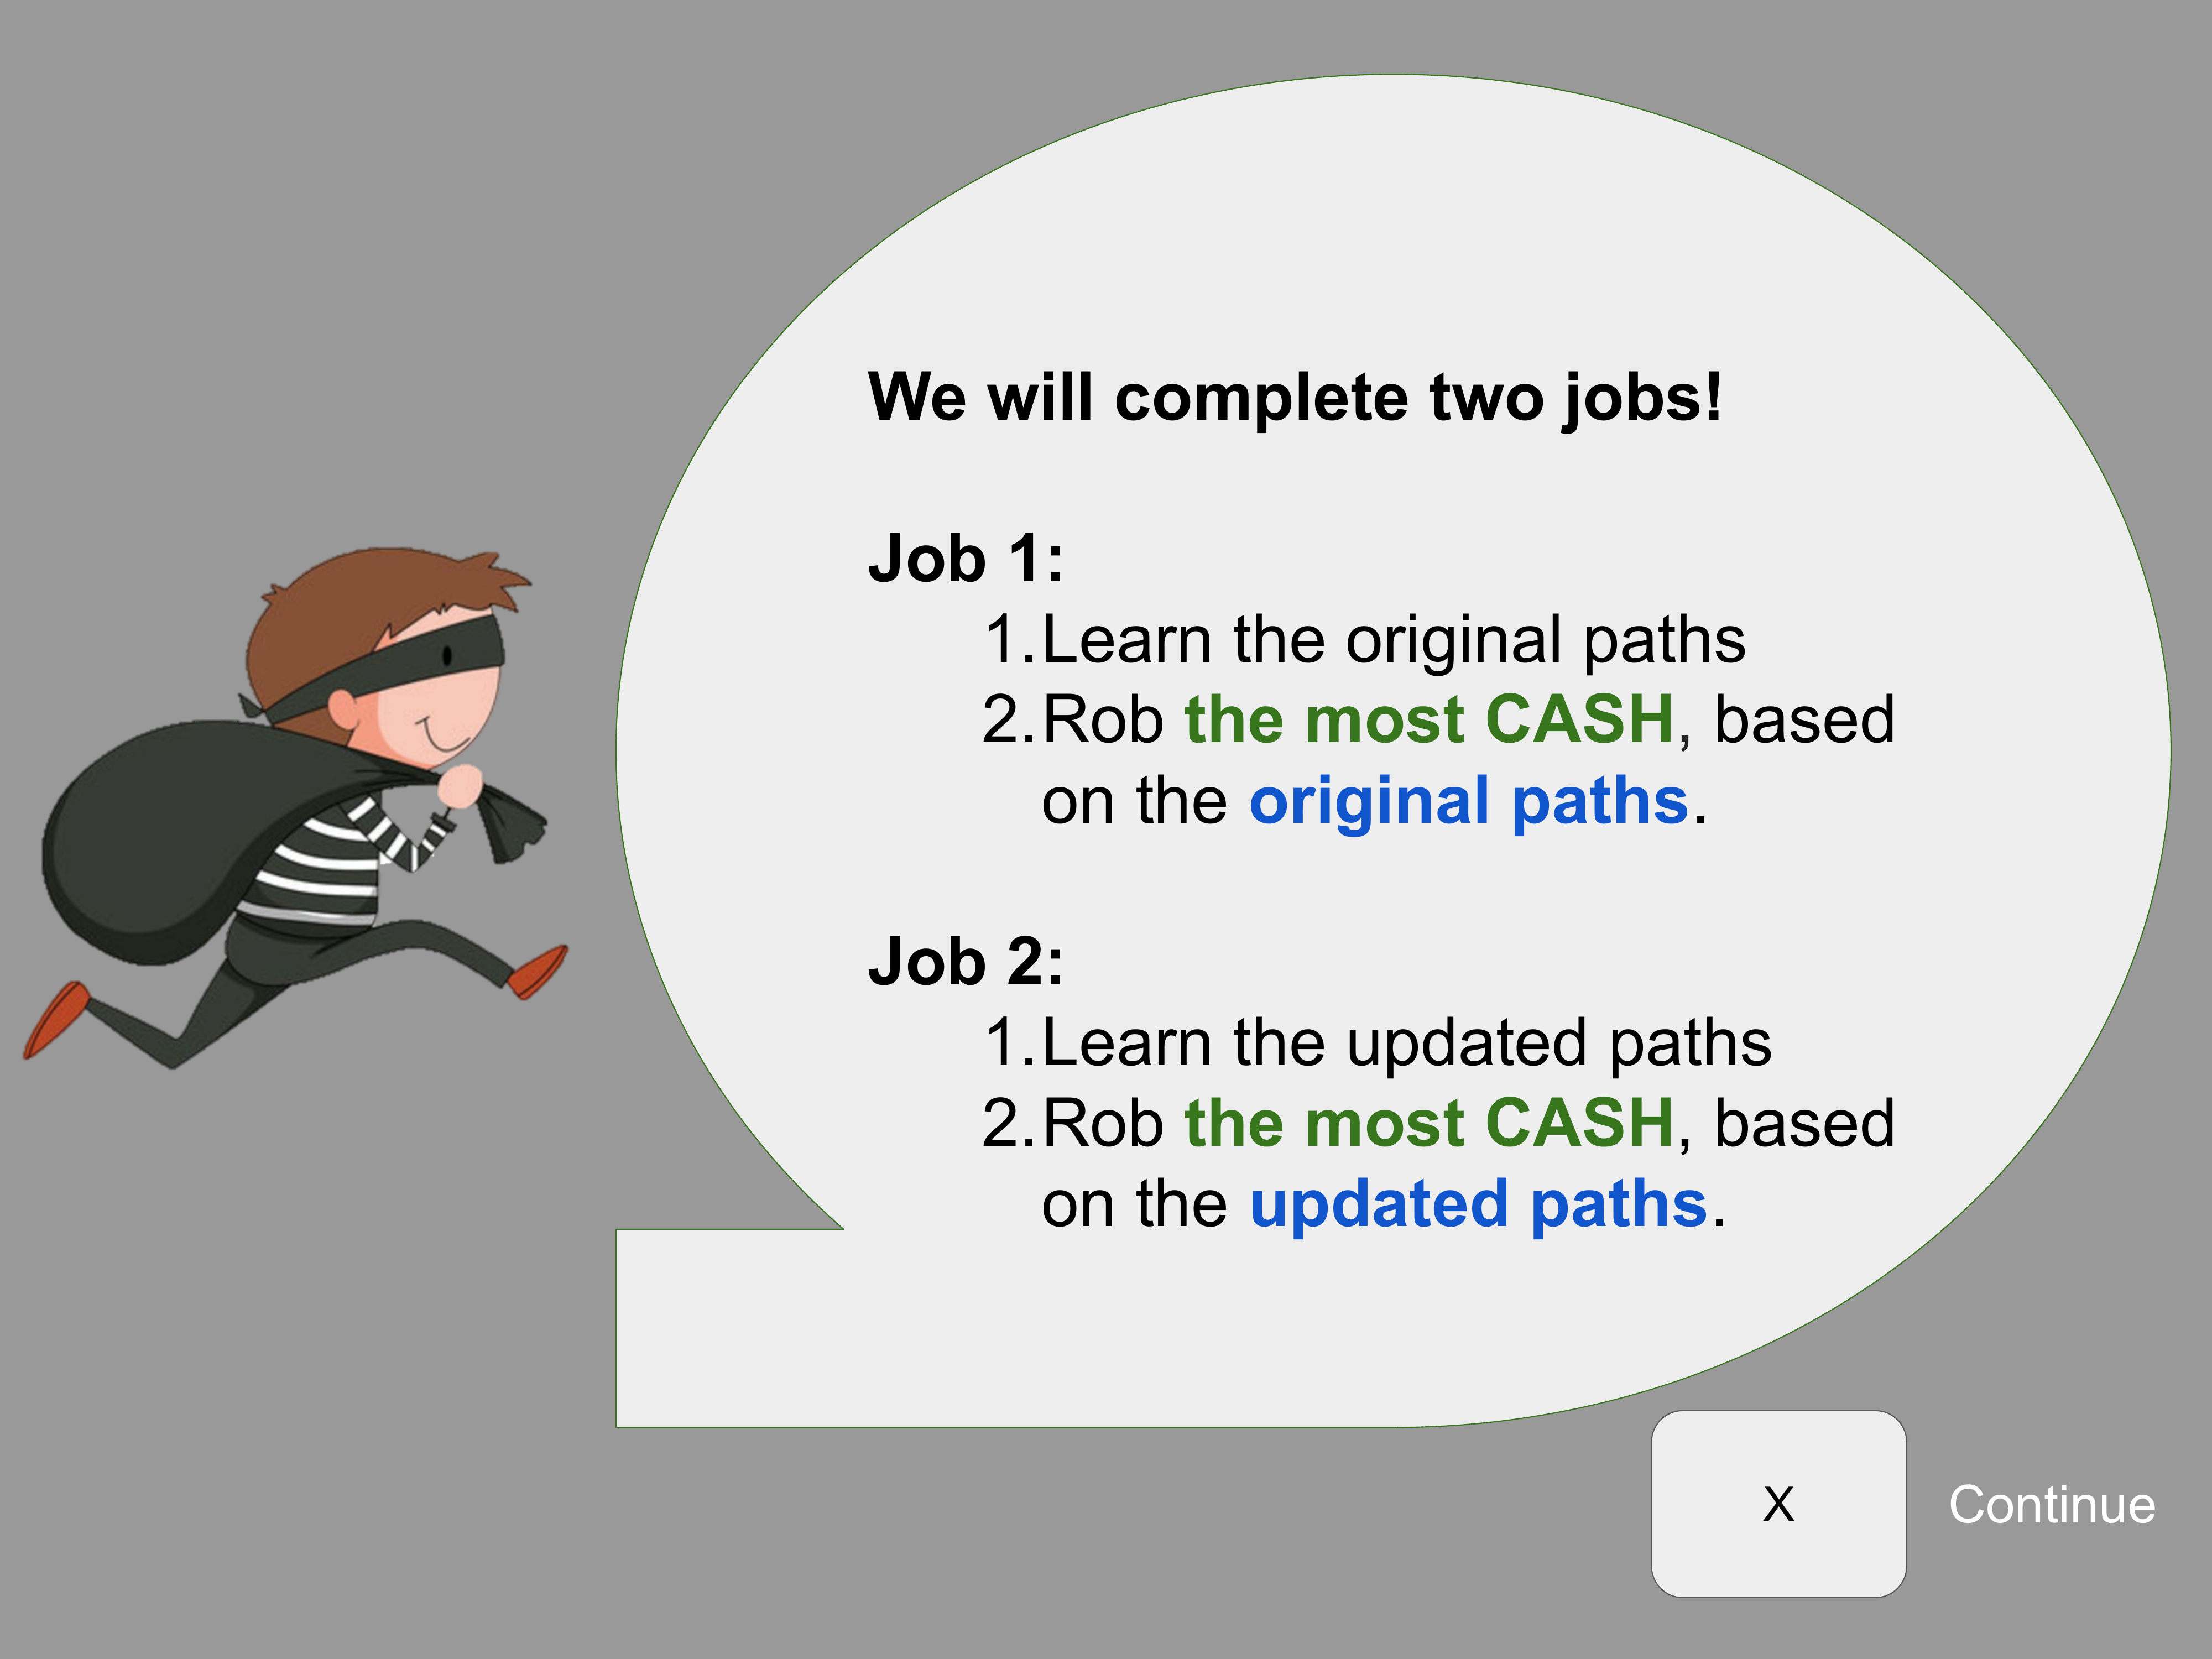 We will complete two jobs!
Job 1:
1.Learn the original paths
2.Rob the most CASH, based
on the original paths.
Job 2:
1.Learn the updated paths
2.Rob the most CASH, based
on the updated paths.
X
Continue